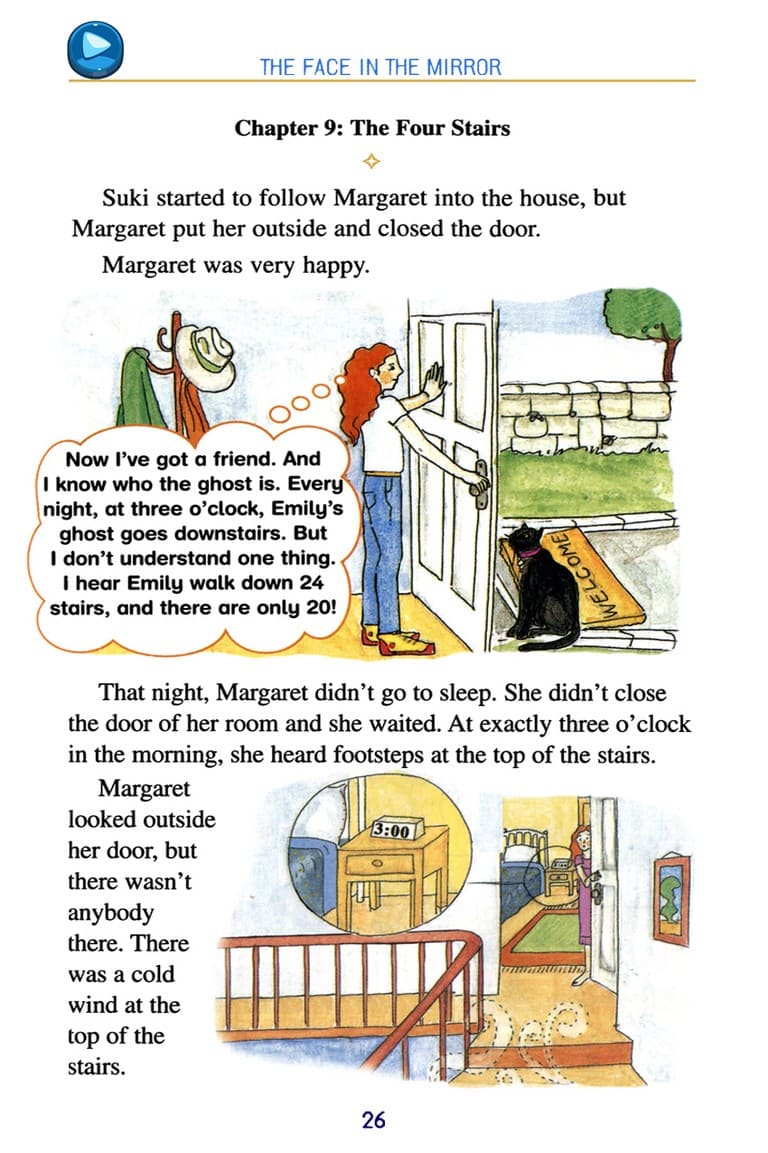 THE FACE IN THE MIRROR
Chapter 9: The Four Stairs
Suki started to follow Margaret into the house, but
Margaret put her outside and closed the door.
Margaret was very happy.
Now I've got a friend. And
I know who the ghost is. Every
night, at three o'clock, Emily's
ghost goes downstairs. But
I don't understand one thing.
I hear Emily walk down 24
stairs, and there are only 20!
WELCOME
That night, Margaret didn't go to sleep. She didn't close
the door of her room and she waited. At exactly three o'clock
in the morning, she heard footsteps at the top of the stairs.
Margaret
looked outside
her door, but
there wasn't
anybody
there. There
was a cold
wind at the
top of the
stairs.
3:00
26